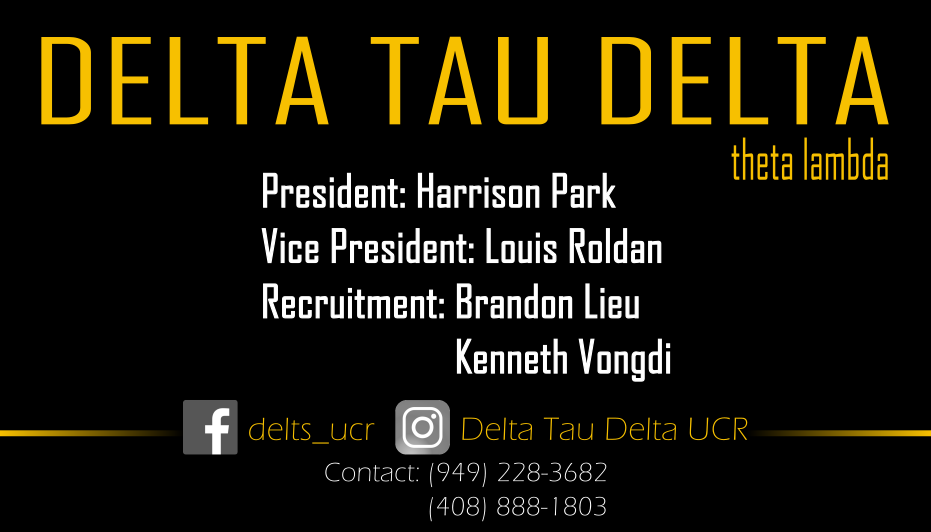 DELTA TAU DELTA
theta lambda
President: Harrison Park
Vice President: Louis Roldan
Recruitment: Brandon Lieu
Kenneth Vongdi
delts_ucr Delta Tau Delta UCR
Contact: (949) 228-3682
(408) 888-1803